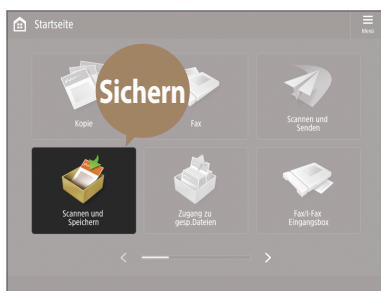 Startseite
Menü
Sichern
Kopie
Fax
Scannen und
Senden
Scannen und
Speichern
Zugang zu
gesp.Dateien
Fax/I-Fax
Eingangsbox